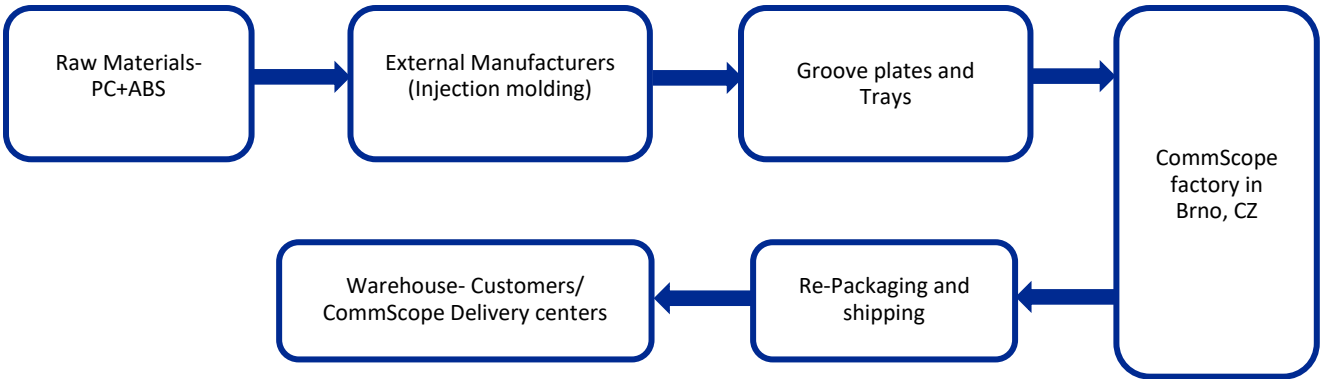 Raw Materials-
PC+ABS
External Manufacturers
(Injection molding)
Groove plates and
Trays
CommScope
factory in
Brno, CZ
Re-Packaging and
shipping
Warehouse- Customers/
CommScope Delivery centers